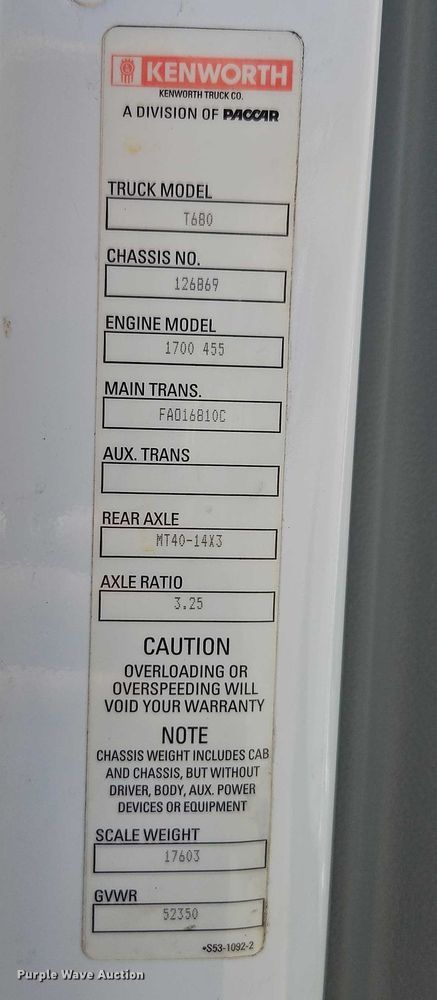 KENWORTH
KENWORTH TRUCK CO.
A DIVISION OF PACCAR
TRUCK MODEL
T680
CHASSIS NO.
126869
ENGINE MODEL
1700 455
MAIN TRANS.
FAO16810C
AUX. TRANS
REAR AXLE
MT40-14X3
AXLE RATIO
3.25
CAUTION
OVERLOADING OR
OVERSPEEDING WILL
VOID YOUR WARRANTY
NOTE
CHASSIS WEIGHT INCLUDES CAB
AND CHASSIS, BUT WITHOUT
DRIVER, BODY, AUX. POWER
DEVICES OR EQUIPMENT
SCALE WEIGHT
17603
GVWR
52350
•S53-1092-2
Purple Wave Auction